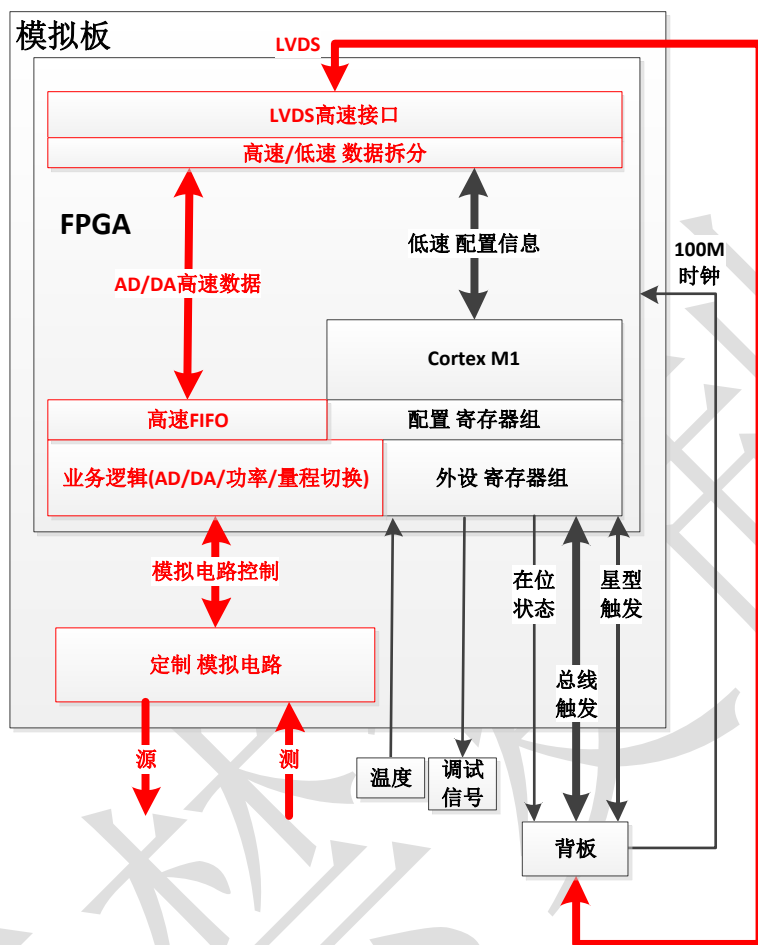 模拟板
LVDS
LVDS高速接口
高速/低速 数据拆分
FPGA
低速 配置信息
100M
时钟
AD/DA高速数据
Cortex M1
高速FIFO
配置 寄存器组
业务逻辑(AD/DA/功率/量程切换)
外设 寄存器组
模拟电路控制
在位
状态
星型
触发
定制 模拟电路
总线
触发
源
测
温度
调试
信号
背板